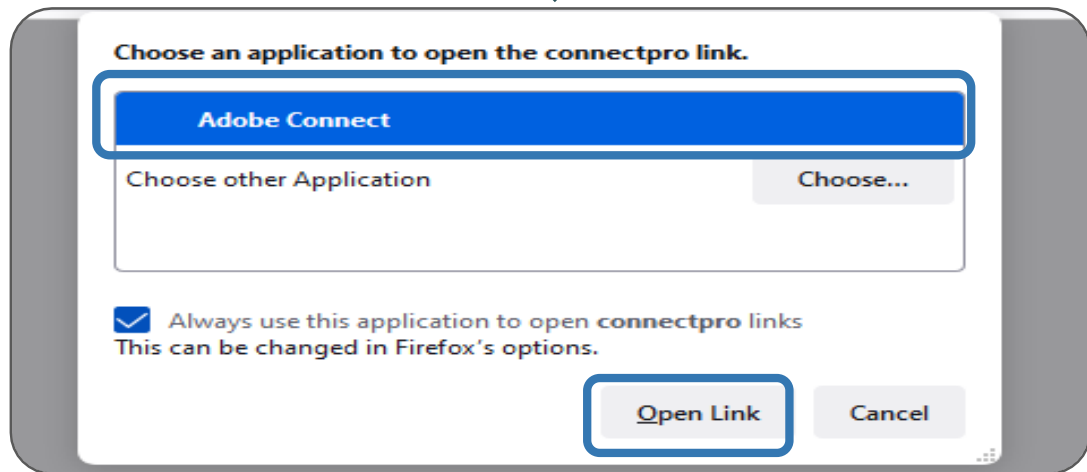 Choose an application to open the connectpro link.
Adobe Connect
Choose other Application Choose...
Always use this application to open connectpro links
This can be changed in Firefox's options.
Open Link Cancel